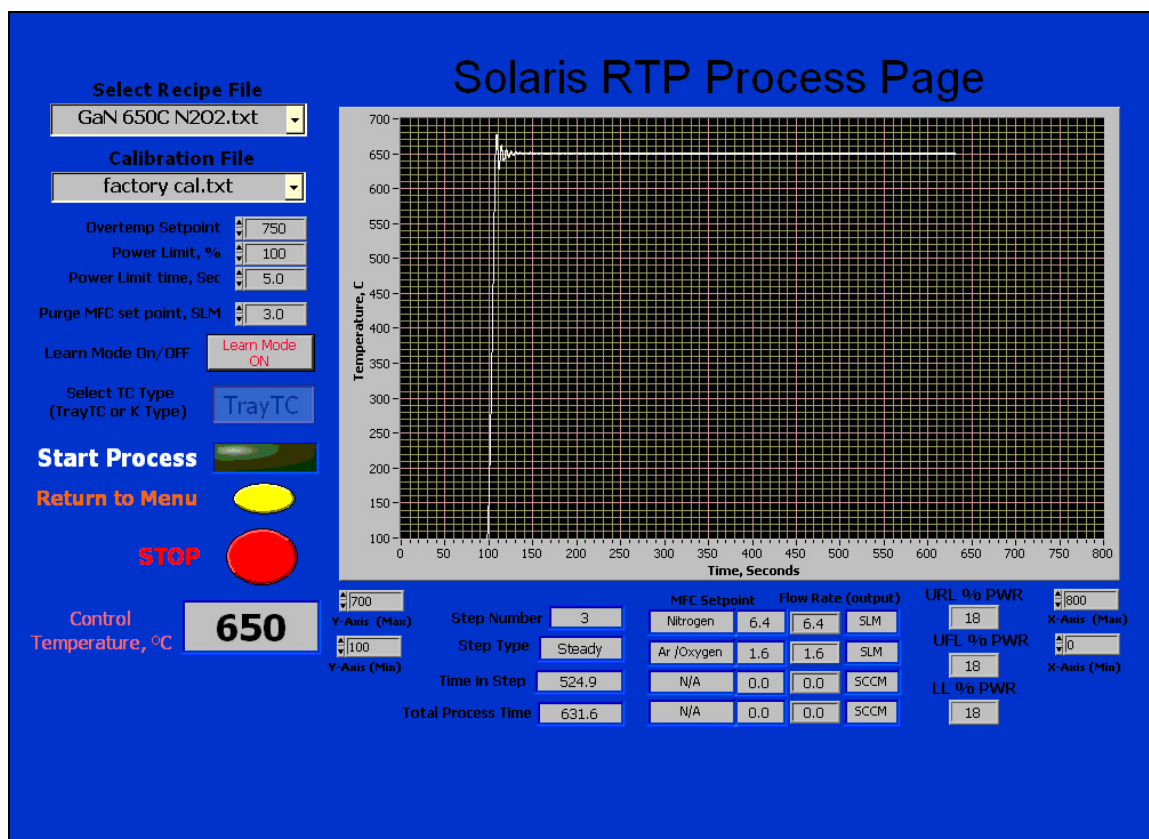 Solaris RTP Process Page
Select Recipe File
GaN 650C N2O2.txt
Calibration File
factory cal.txt
Overtemp Setpoint 750
Power Limit, % 100
Power Limit time, Sec 5.0
Purge MFC set point, SLM 3.0
Learn Mode On/OFF
Learn Mode
ON
Select TC Type
(TrayTC or K Type)
TrayTC
Start Process
Return to Menu
STOP
Control
Temperature, °C
650
Temperature, C
700
650
600
550
500
450
400
350
300
250
200
150
100
0 50 100 150 200 250 300 350 400 450 500 550 600 650 700 750 800
Time, Seconds
700
Y-Axis (Max)
100
Y-Axis (Min)
Step Number 3
Step Type Steady
Time in Step 524.9
Total Process Time 631.6
MFC Setpoint Flow Rate (output)
Nitrogen 6.4 6.4 SLM
Ar /Oxygen 1.6 1.6 SLM
N/A 0.0 0.0 SCCM
N/A 0.0 0.0 SCCM
URL % PWR
18
UFL % PWR
18
LL % PWR
18
800
X-Axis (Max)
0
X-Axis (Min)